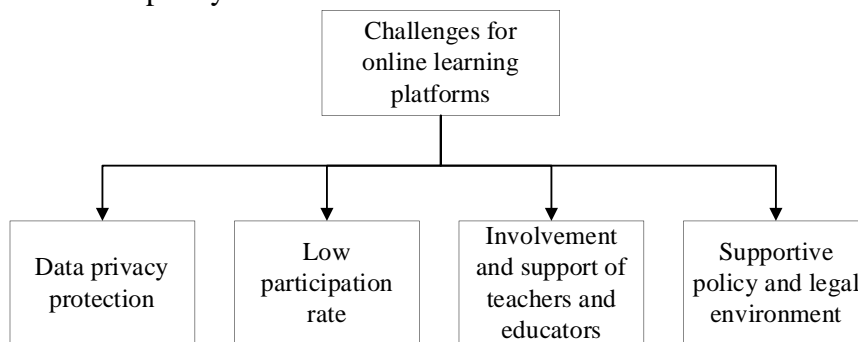 Challenges for
online learning
platforms
Data privacy
protection
Low
participation
rate
Involvement
and support of
teachers and
educators
Supportive
policy and legal
environment